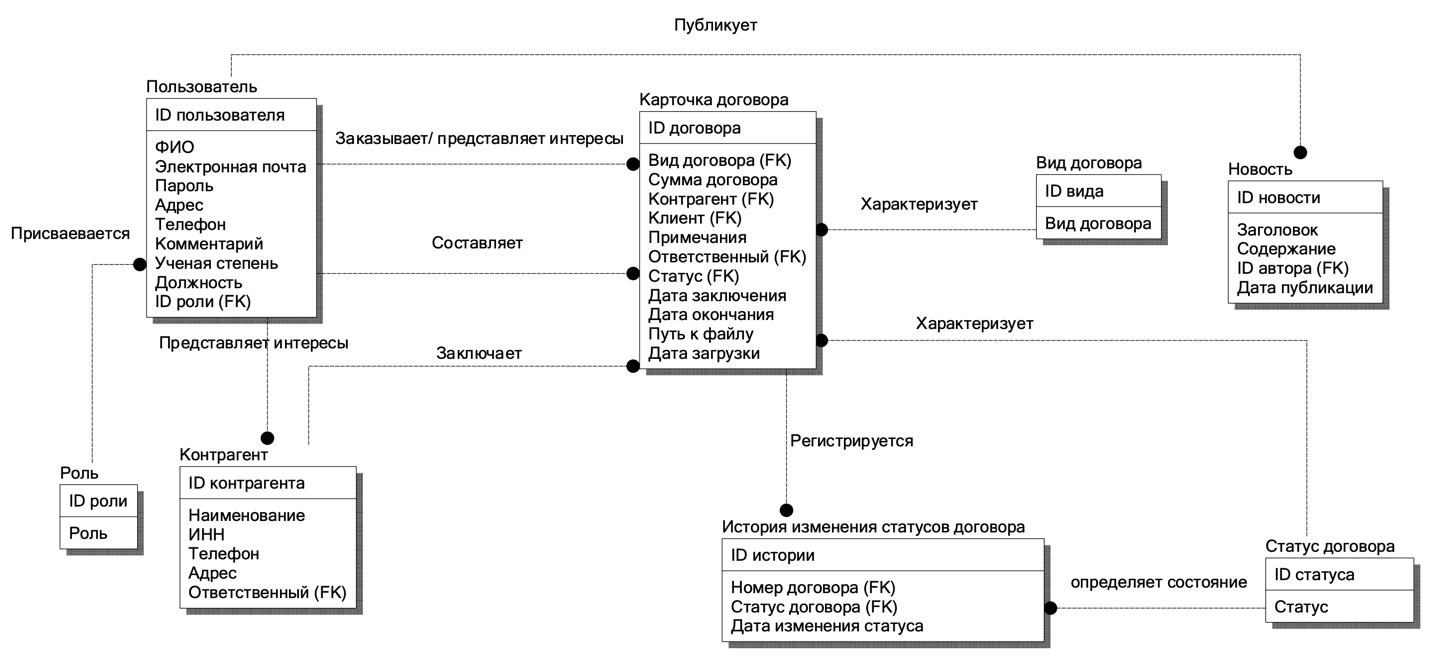 Публикует
Пользователь
ID пользователя
ФИО
Электронная почта
Пароль
Адрес
Телефон
Комментарий
Ученая степень
Должность
ID роли (FK)
Заказывает/ представляет интересы
Составляет
Присваевается
Представляет интересы
Заключает
Карточка договора
ID договора
Вид договора (FK)
Сумма договора
Контрагент (FK)
Клиент (FK)
Примечания
Ответственный (FK)
Статус (FK)
Дата заключения
Дата окончания
Путь к файлу
Дата загрузки
Характеризует
Вид договора
ID вида
Вид договора
Новость
ID новости
Заголовок
Содержание
ID автора (FK)
Дата публикации
Характеризует
Регистрируется
Роль
ID роли
Роль
Контрагент
ID контрагента
Наименование
ИНН
Телефон
Адрес
Ответственный (FK)
История изменения статусов договора
ID истории
Номер договора (FK)
Статус договора (FK)
Дата изменения статуса
определяет состояние
Статус договора
ID статуса
Статус